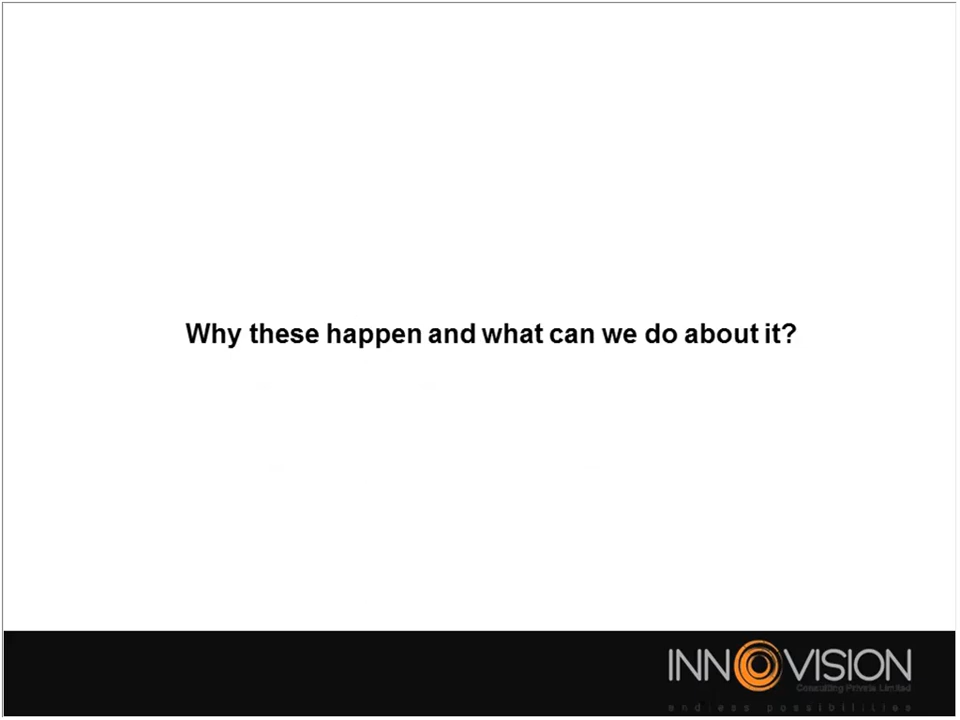 Why these happen and what can we do about it?
INNOVISION
Consulting Private Limited
endless possibilities